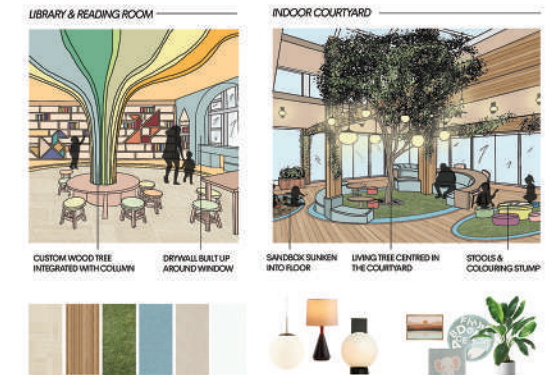 LIBRARY & READING ROOM
INDOOR COURTYARD
CUSTOM WOOD TREE
INTEGRATED WITH COLUMN
DRYWALL BUILT UP
AROUND WINDOW
SANDBOX SUNKEN
INTO FLOOR
LIVING TREE CENTRED IN
THE COURTYARD
STOOLS &
COLOURING STUMP